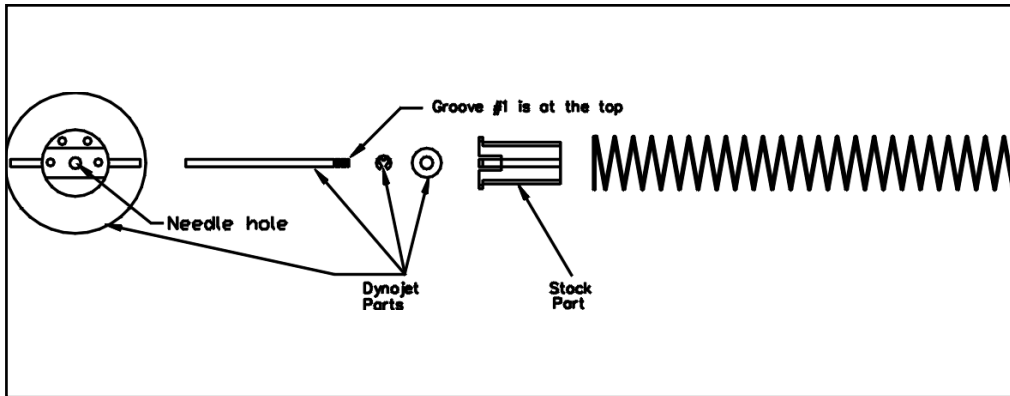 Groove #1 is at the top
Needle hole
Dynojet
Parts
Stock
Part